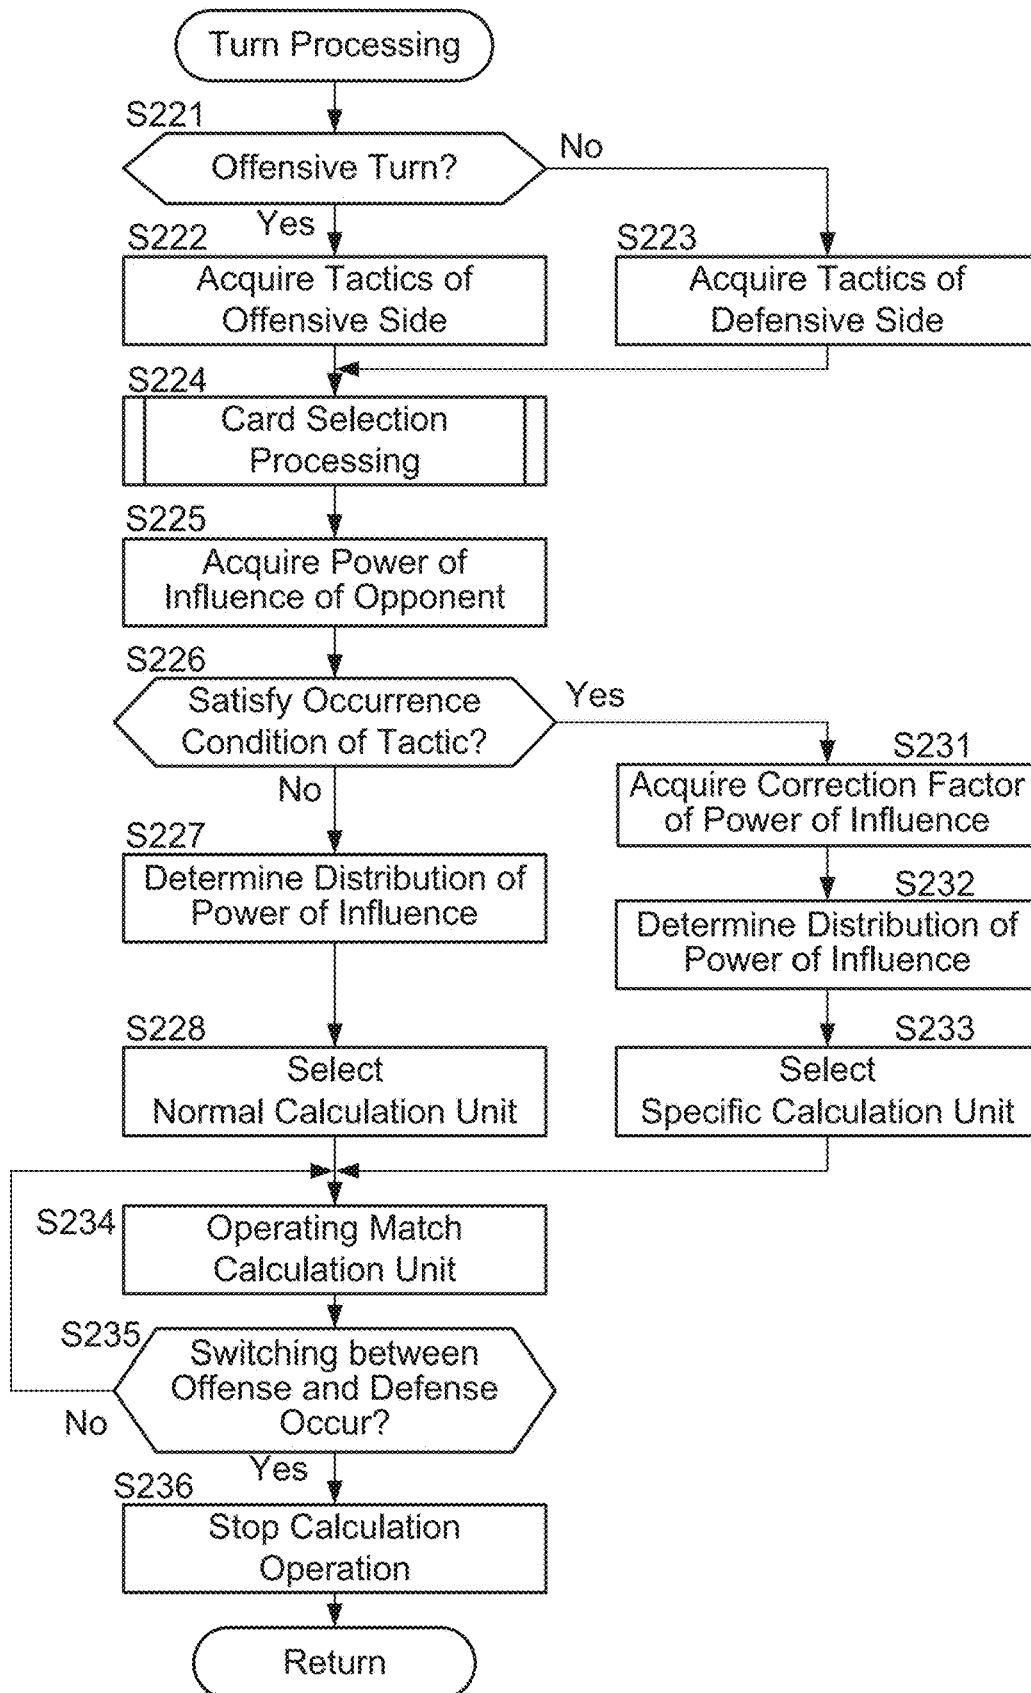 Turn Processing
S221
Offensive Turn?
No
Yes
S222
Acquire Tactics of
Offensive Side
S223
Acquire Tactics of
Defensive Side
S224
Card Selection
Processing
S225
Acquire Power of
Influence of Opponent
S226
Satisfy Occurrence
Condition of Tactic?
Yes
No
S231
Acquire Correction Factor
of Power of Influence
S227
Determine Distribution of
Power of Influence
S232
Determine Distribution of
Power of Influence
S228
Select
Normal Calculation Unit
S233
Select
Specific Calculation Unit
S234
Operating Match
Calculation Unit
S235
Switching between
Offense and Defense
Occur?
No
Yes
S236
Stop Calculation
Operation
Return